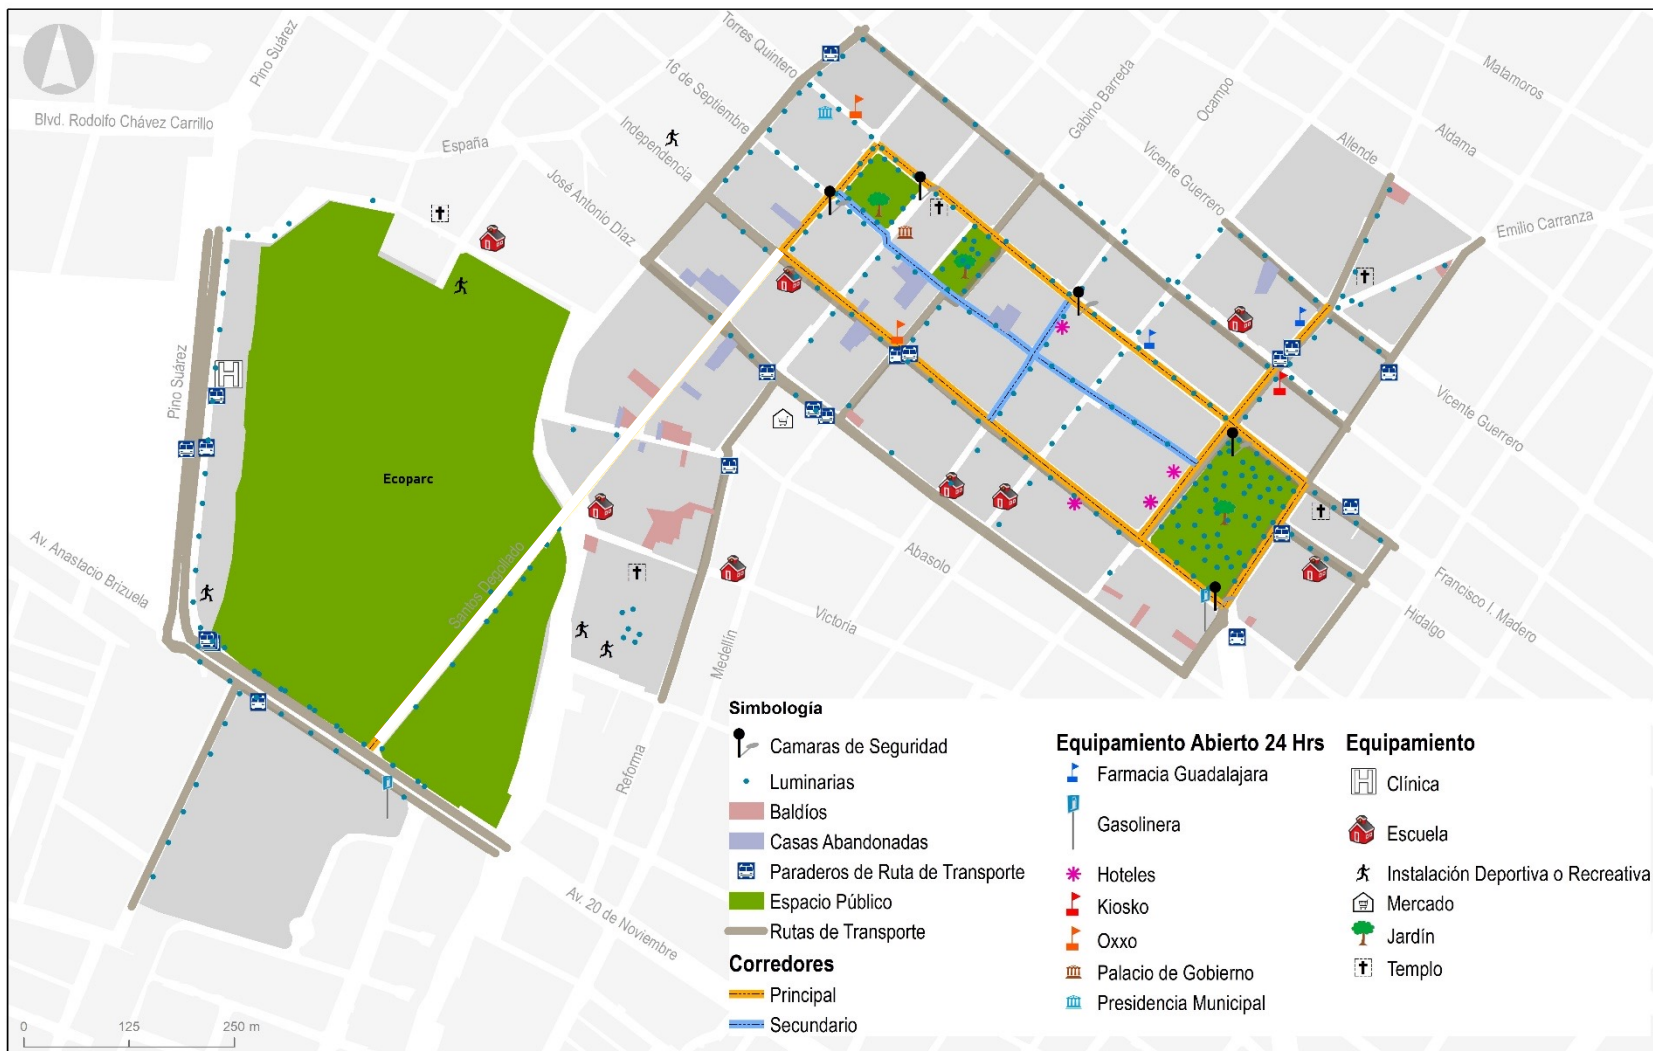 Torres Quintero
16 de Septiembre
Independencia
José Antonio Díaz
España
Pino Suárez
Blvd. Rodolfo Chávez Carrillo
Gabino Barreda
Ocampo
Matamoros
Aldama
Allende
Vicente Guerrero
Emilio Carranza
Pino Suárez
H
Ecoparc
Santos Degollado
Av. Anastacio Brizuela
Abasolo
Victoria
Medellín
Reforma
Av. 20 de Noviembre
Vicente Guerrero
Francisco I. Madero
Hidalgo
Simbología
Camaras de Seguridad
Luminarias
Baldíos
Casas Abandonadas
Paraderos de Ruta de Transporte
Espacio Público
Rutas de Transporte
Corredores
Principal
Secundario
Equipamiento Abierto 24 Hrs
Farmacia Guadalajara
Gasolinera
Hoteles
Kiosko
Oxxo
Palacio de Gobierno
Presidencia Municipal
Equipamiento
H Clínica
Escuela
Instalación Deportiva o Recreativa
Mercado
Jardín
Templo
0 125 250 m